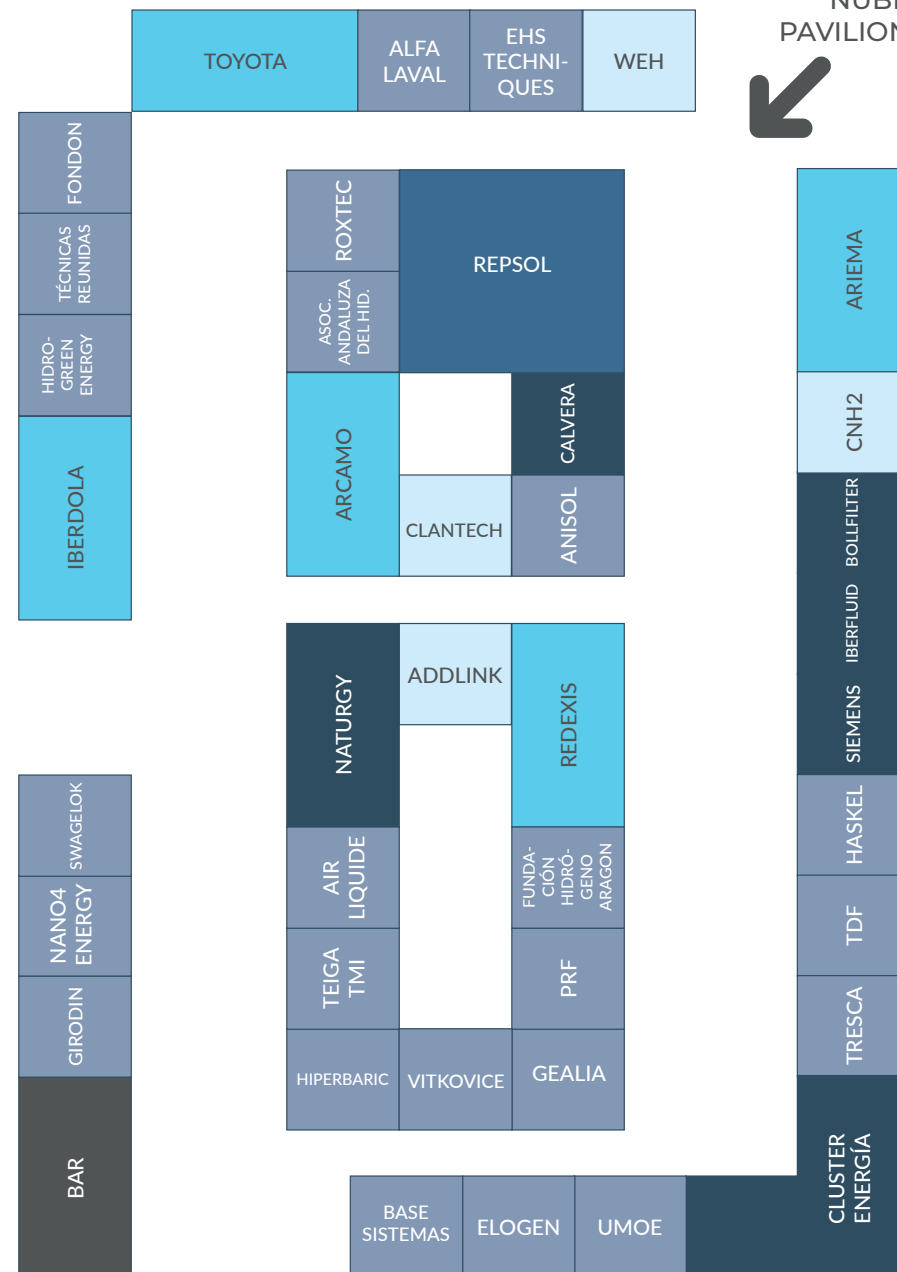 NUBI
PAVILION
TOYOTA
ALFA
LAVAL
EHS
TECHNI-
QUES
WEH
FONDON
TÉCNICAS
REUNIDAS
HIDRO-
GREEN
ENERGY
IBERDOLA
ROXTEC
REPSOL
ASOC.
ANDALUZA
DEL HID.
ARCAMO
CALVERA
CLANTECH
ANISOL
ARIEMA
CNH2
BOLLFILTER
IBERFLUID
SIEMENS
HASKEL
TDF
TRESCA
CLUSTER
ENERGÍA
NATURGY
ADDLINK
REDEXIS
AIR
LIQUIDE
FUNDA-
CIÓN
HIDRÓ-
GENO
ARAGON
TEIGA
TMI
PRF
HIPERBARIC
VITKOVICE
GEALIA
SWAGELOK
NANO4
ENERGY
GIRODIN
BAR
BASE
SISTEMAS
ELOGEN
UMOE